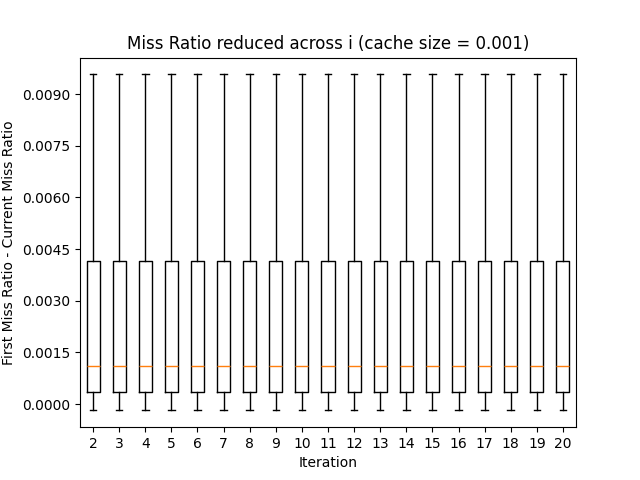 Miss Ratio reduced across i (cache size = 0.001)
First Miss Ratio - Current Miss Ratio
0.0090
0.0075
0.0060
0.0045
0.0030
0.0015
0.0000
2 3 4 5 6 7 8 9 10 11 12 13 14 15 16 17 18 19 20
Iteration